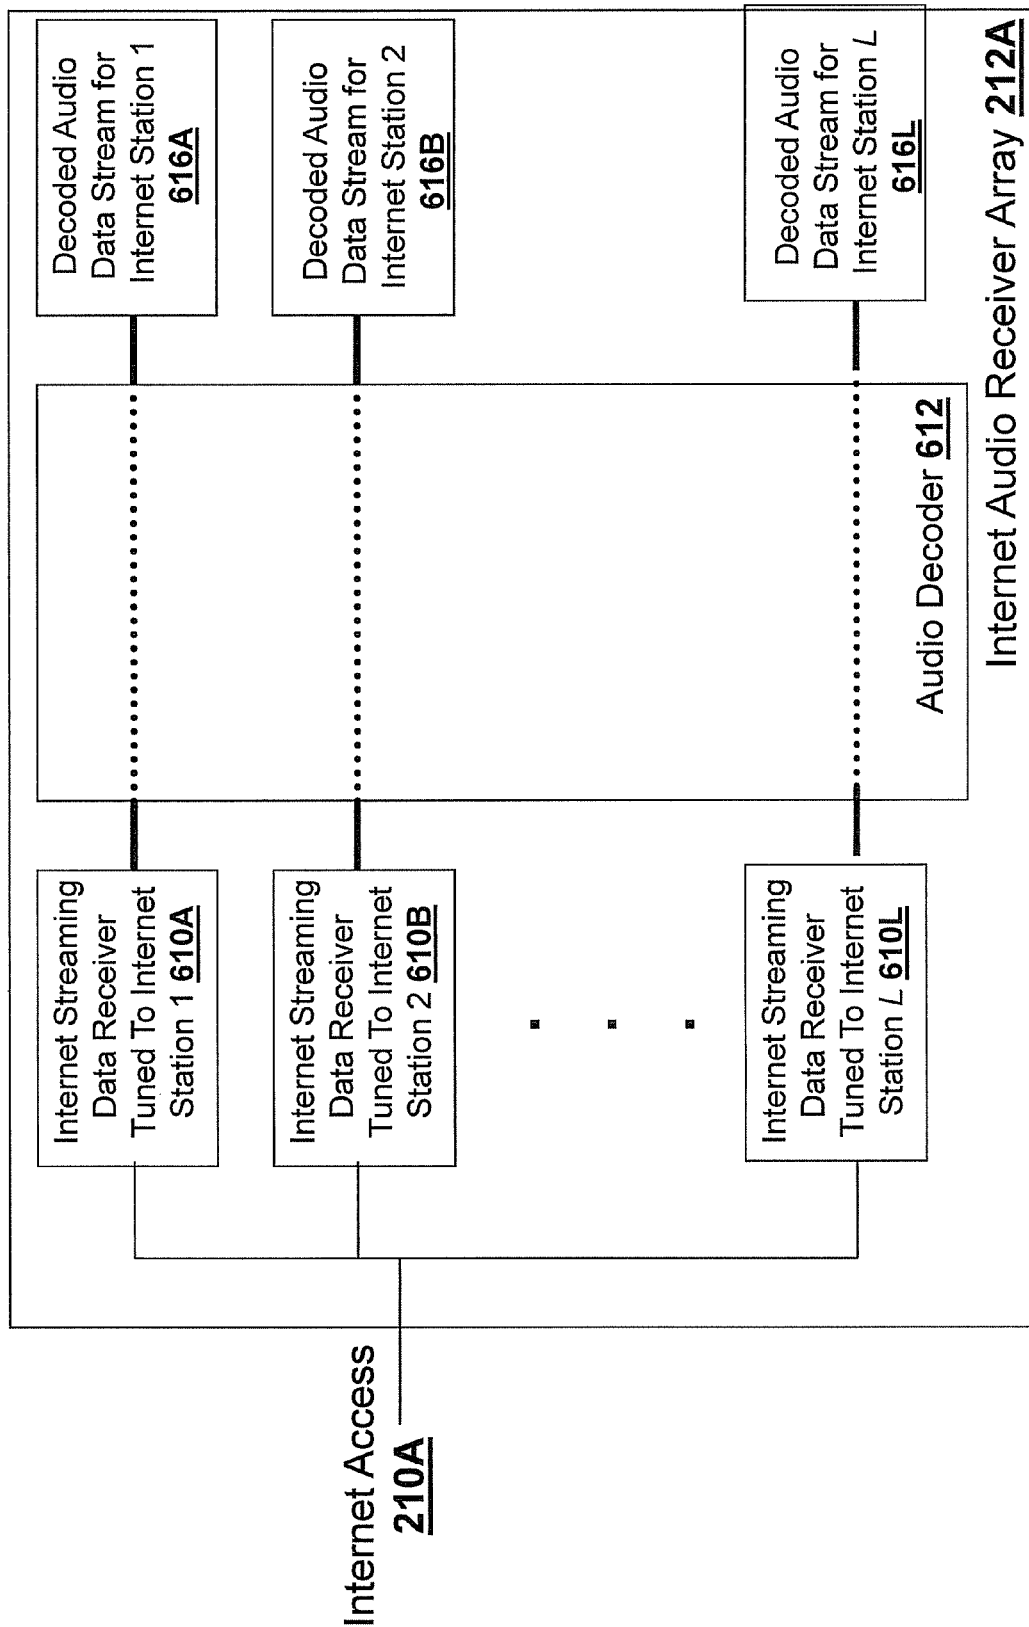 Internet Access
210A
Internet Streaming
Data Receiver
Tuned To Internet
Station 1 610A
Internet Streaming
Data Receiver
Tuned To Internet
Station 2 610B
Internet Streaming
Data Receiver
Tuned To Internet
Station L 610L
Audio Decoder 612
Decoded Audio
Data Stream for
Internet Station 1
616A
Decoded Audio
Data Stream for
Internet Station 2
616B
Decoded Audio
Data Stream for
Internet Station L
616L
Internet Audio Receiver Array 212A